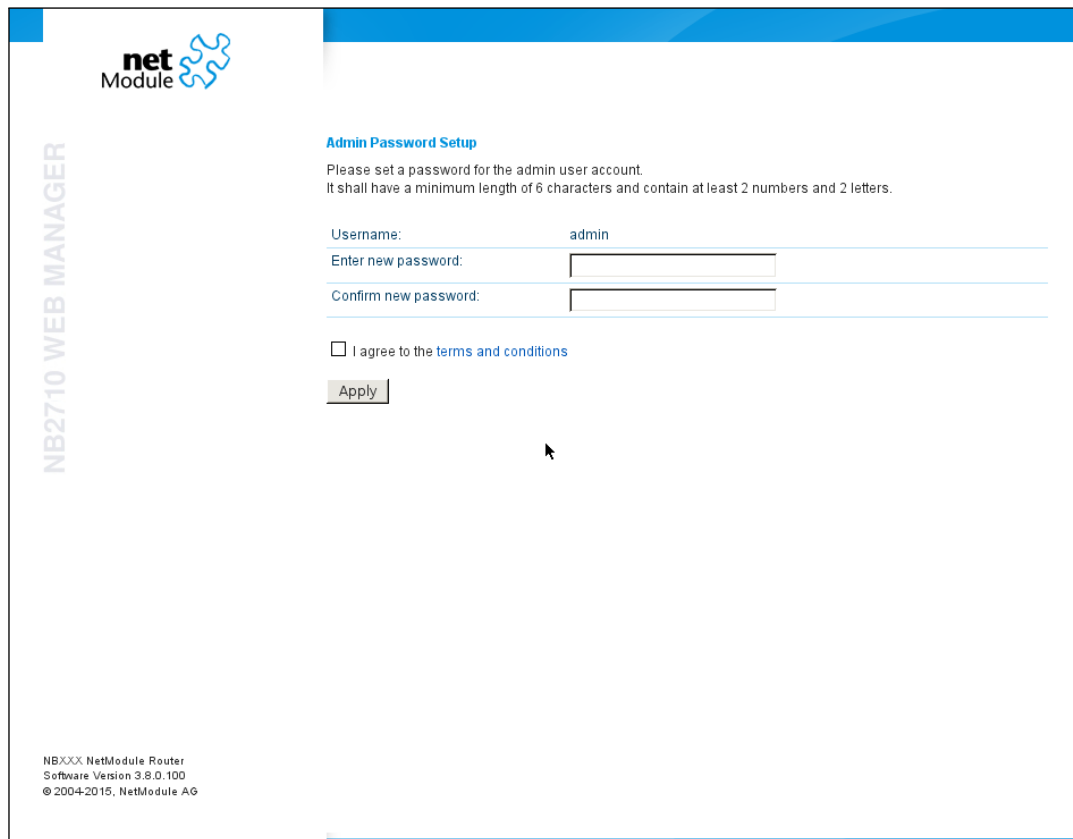 net
Module
NB2710 WEB MANAGER
Admin Password Setup
Please set a password for the admin user account.
It shall have a minimum length of 6 characters and contain at least 2 numbers and 2 letters.
Username: admin
Enter new password:
Confirm new password:
I agree to the terms and conditions
Apply
NBXXX NetModule Router
Software Version 3.8.0.100
© 2004-2015, NetModule AG